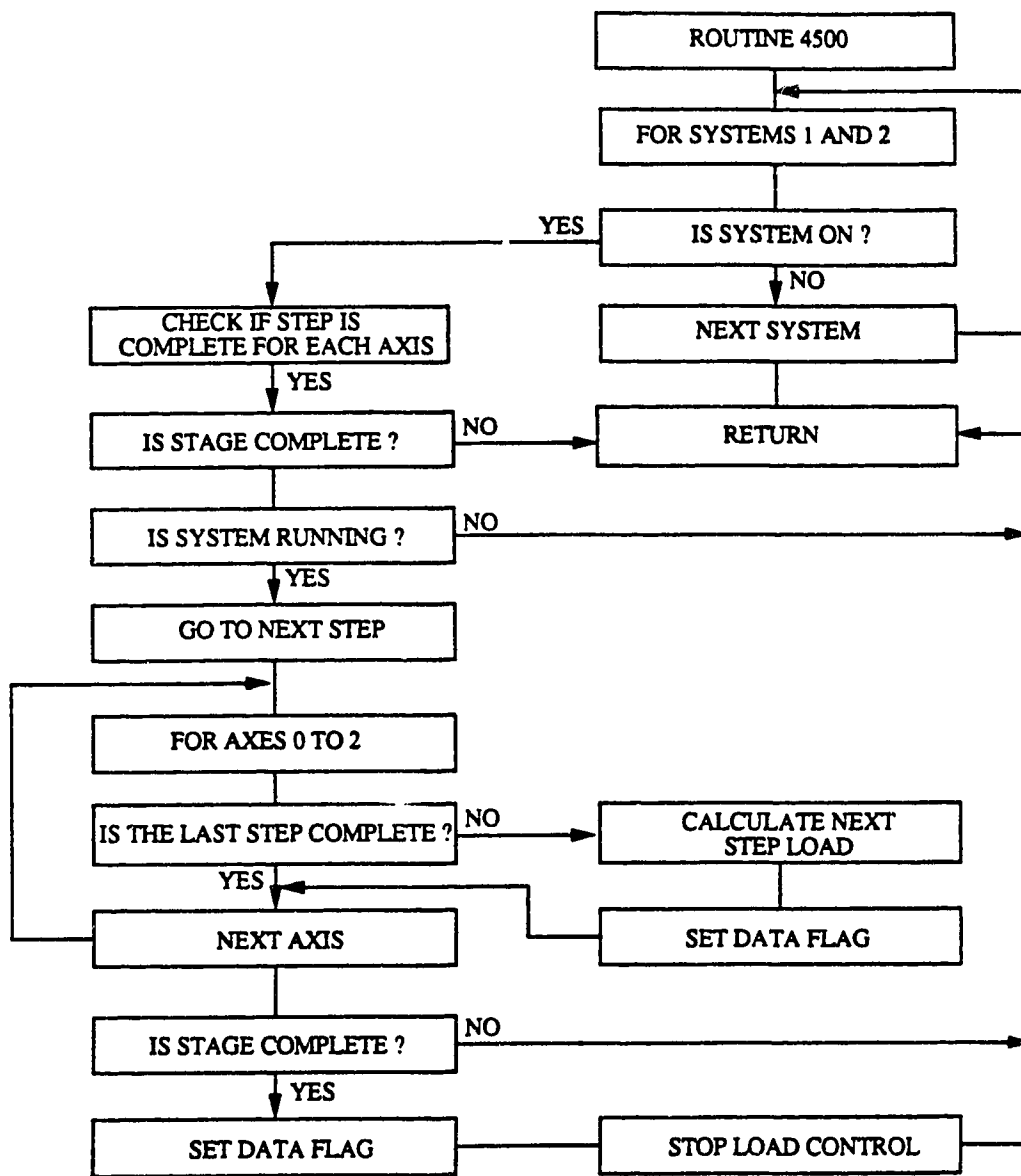 ROUTINE 4500
FOR SYSTEMS 1 AND 2
YES
IS SYSTEM ON ?
NO
CHECK IF STEP IS
COMPLETE FOR EACH AXIS
NEXT SYSTEM
YES
IS STAGE COMPLETE ?
NO
RETURN
IS SYSTEM RUNNING ?
NO
YES
GO TO NEXT STEP
FOR AXES 0 TO 2
IS THE LAST STEP COMPLETE ?
NO
CALCULATE NEXT
STEP LOAD
YES
NEXT AXIS
SET DATA FLAG
IS STAGE COMPLETE ?
NO
YES
SET DATA FLAG
STOP LOAD CONTROL